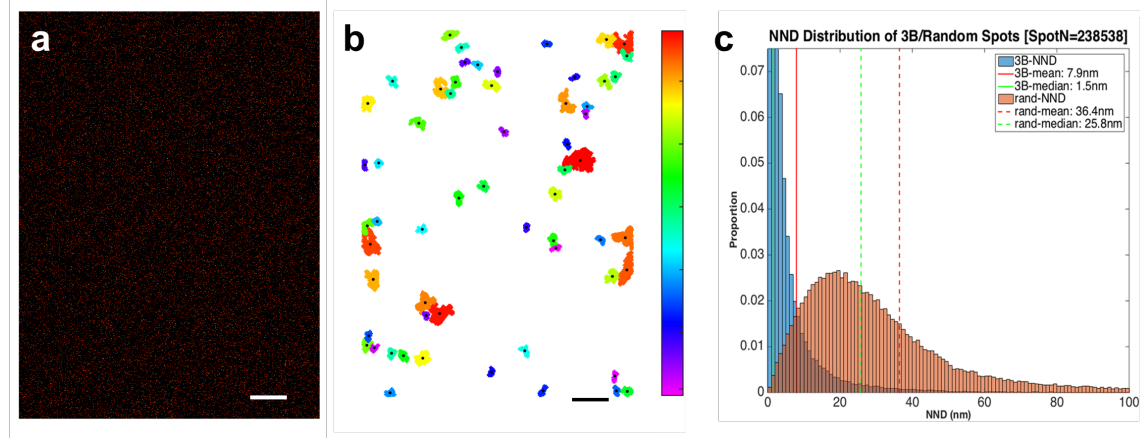 a
b
c
NND Distribution of 3B/Random Spots [SpotN=238538]
3B-NND
3B-mean: 7.9nm
3B-median: 1.5nm
rand-NND
rand-mean: 36.4nm
rand-median: 25.8nm
Proportion
0.07
0.06
0.05
0.04
0.03
0.02
0.01
0
0 20 40 60 80 100
NND (nm)